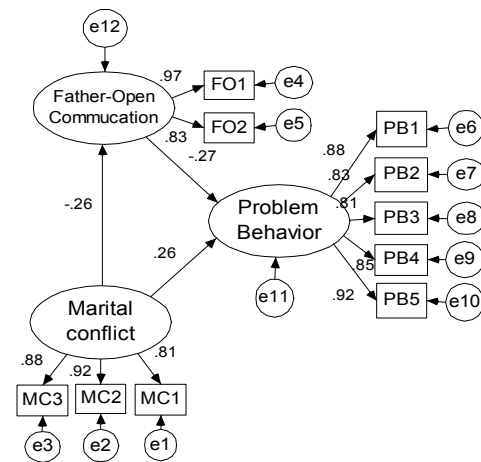 e12
.97
FO1
e4
Father-Open
Commucation
FO2
e5
.83
-.27
PB1
e6
.88
.83
PB2
e7
.81
Problem
Behavior
PB3
e8
-.26
.26
PB4
e9
.85
e11
.92
PB5
e10
Marital
conflict
.88
.92
.81
MC3
MC2
MC1
e3
e2
e1